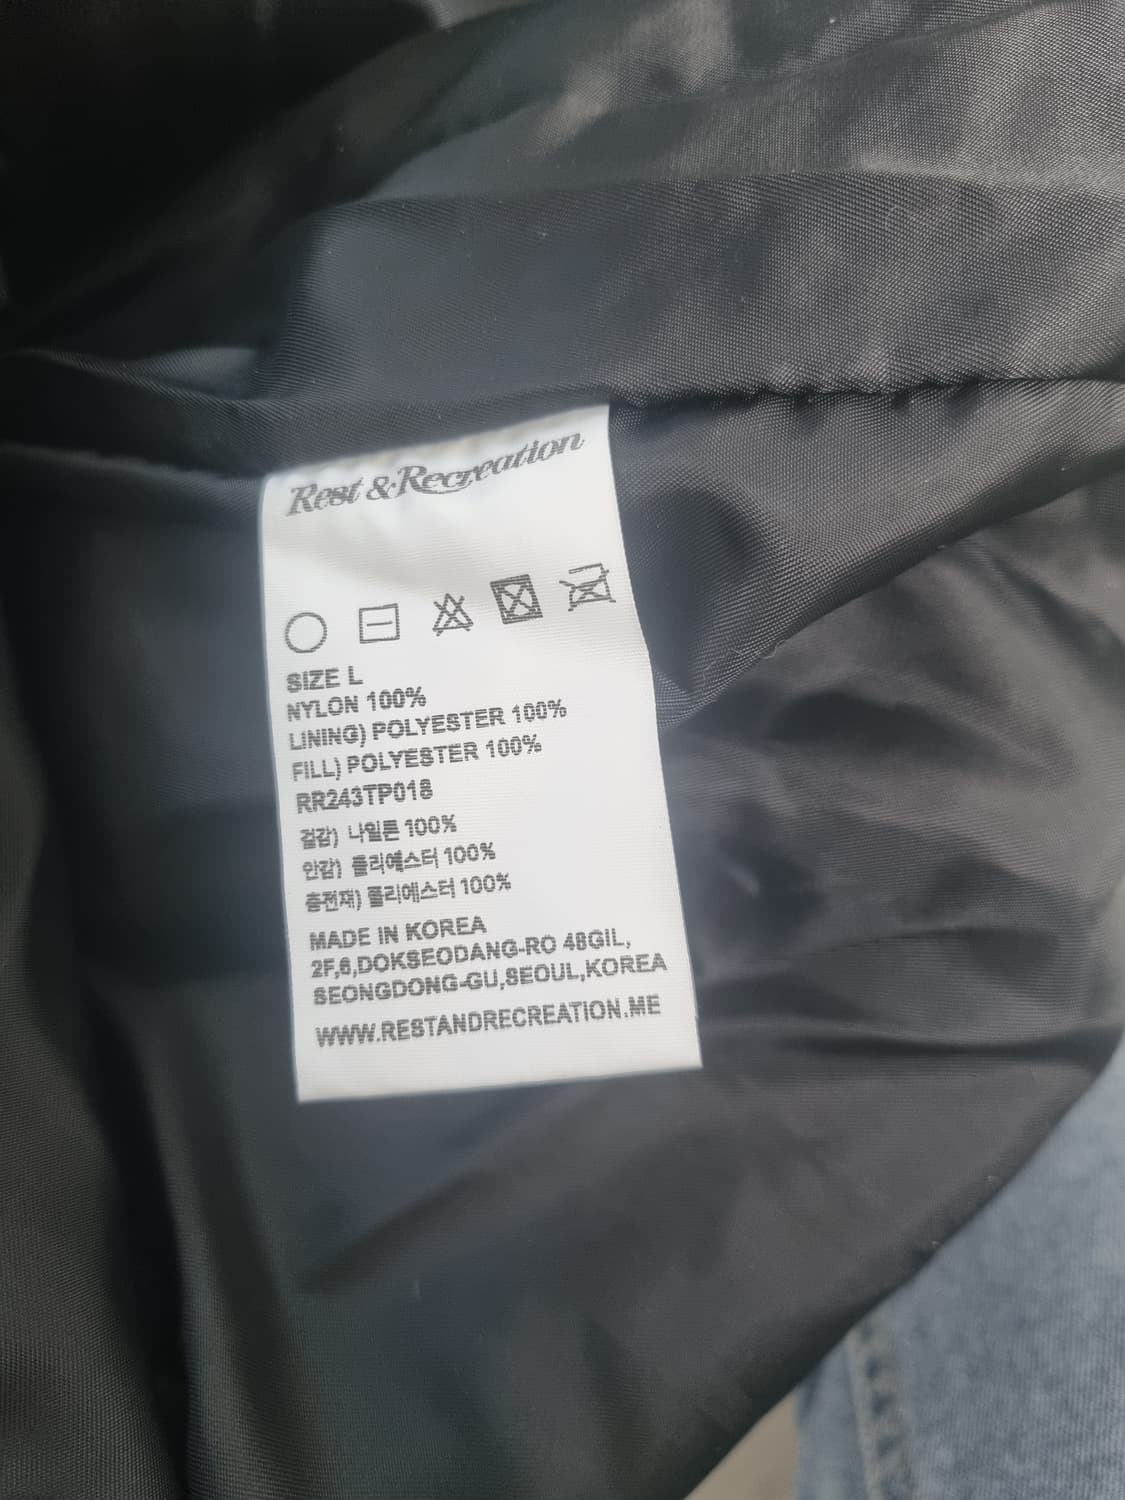 Rest & Recreation
SIZE L
NYLON 100%
LINING) POLYESTER 100%
FILL) POLYESTER 100%
RR243TP018
겉감) 나일론 100%
안감) 폴리에스터 100%
충전재) 폴리에스터 100%
MADE IN KOREA
2F,6,DOKSEODANG-RO 48GIL,
SEONGDONG-GU,SEOUL,KOREA
WWW.RESTANDRECREATION.ME